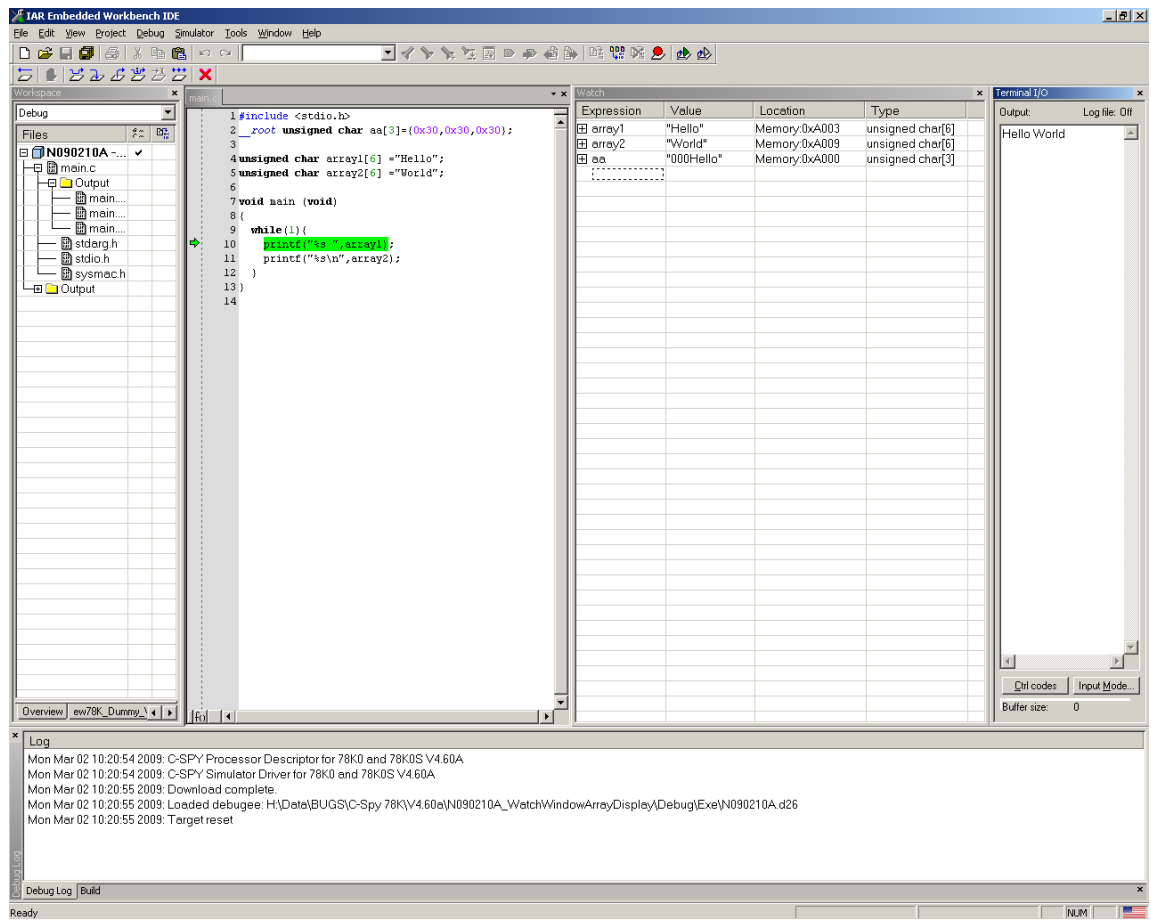 IAR Embedded Workbench IDE
File Edit View Project Debug Simulator Tools Window Help
Workspace
Debug
Files
N090210A -...
main.c
Output
main....
main....
main....
stdarg.h
stdio.h
sysmac.h
Output
Overview ew78K_Dummy_
main.c
1 #include <stdio.h>
2 __root unsigned char aa[3]={0x30,0x30,0x30};
3
4 unsigned char array1[6] ="Hello";
5 unsigned char array2[6] ="World";
6
7 void main (void)
8 {
9 while(1){
10 printf("%s ",array1);
11 printf("%s\n",array2);
12 }
13 }
14
Watch
Expression Value Location Type
array1 "Hello" Memory:0xA003 unsigned char[6]
array2 "World" Memory:0xA009 unsigned char[6]
aa "000Hello" Memory:0xA000 unsigned char[3]
Terminal I/O
Output: Log file: Off
Hello World
Ctrl codes Input Mode...
Buffer size: 0
Log
Mon Mar 02 10:20:54 2009: C-SPY Processor Descriptor for 78K0 and 78K0S V4.60A
Mon Mar 02 10:20:54 2009: C-SPY Simulator Driver for 78K0 and 78K0S V4.60A
Mon Mar 02 10:20:55 2009: Download complete.
Mon Mar 02 10:20:55 2009: Loaded debugee: H:\Data\BUGS\C-Spy 78K\V4.60a\N090210A_WatchWindowArrayDisplay\Debug\Exe\N090210A.d26
Mon Mar 02 10:20:55 2009: Target reset
Debug Log
Debug Log Build
Ready NUM